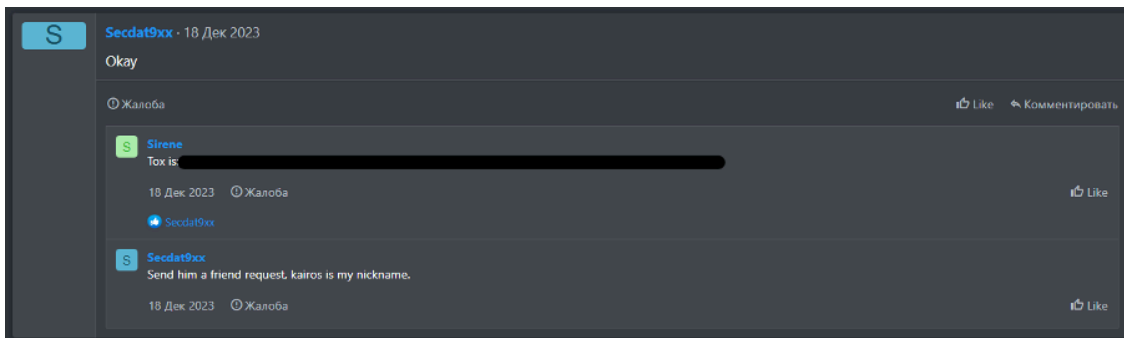 S
Secdat9xx · 18 Дек 2023
Okay
Жалоба
Like Комментировать
S
Sirene
Tox is:
18 Дек 2023 Жалоба
Like
Secdat9xx
S
Secdat9xx
Send him a friend request, kairos is my nickname.
18 Дек 2023 Жалоба
Like